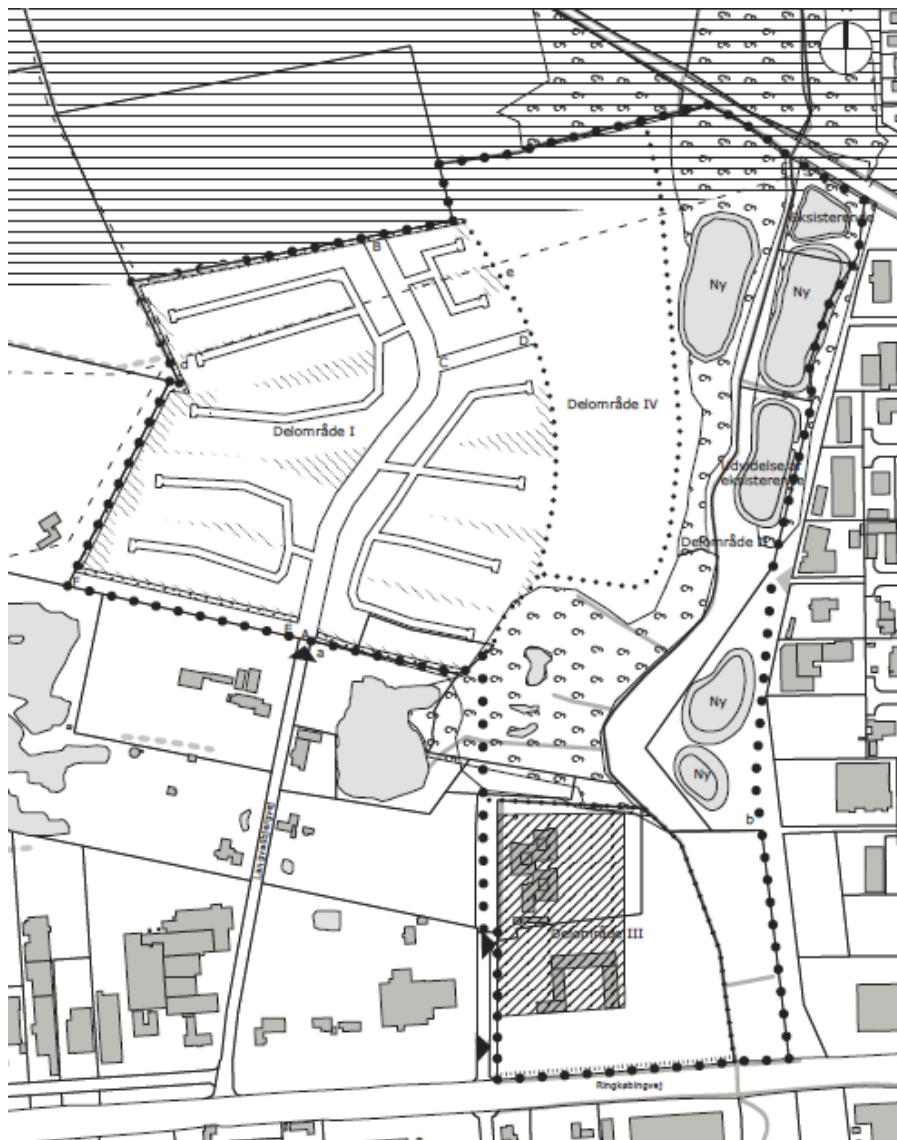 Eksisterende
B
Ny
Ny
e
d
C
D
Delområde IV
Delområde I
Udvidelse af
eksisterende
Delområde II
F
E
A
a
Ny
Ny
b
Delområde III
Ringkøbingvej